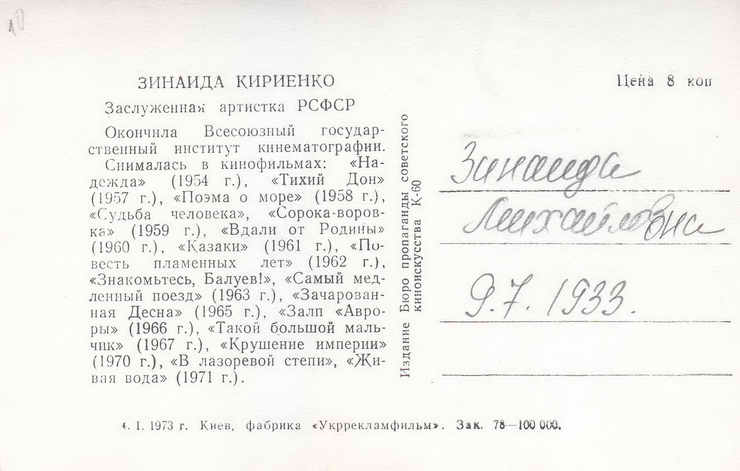 ЗИНАИДА КИРИЕНКО
Заслуженная артистка РСФСР
Окончила Всесоюзный государ-
ственный институт кинематографии.
Снималась в кинофильмах: «На-
дежда» (1954 г.), «Тихий Дон»
(1957 г.), «Поэма о море» (1958 г.),
«Судьба человека», «Сорока-воров-
ка» (1959 г.), «Вдали от Родины»
(1960 г.), «Казаки» (1961 г.), «По-
весть пламенных лет» (1962 г.),
«Знакомьтесь, Балуев!», «Самый мед-
ленный поезд» (1963 г.), «Зачарован-
ная Десна» (1965 г.), «Залп «Авро-
ры» (1966 г.), «Такой большой маль-
чик» (1967 г.), «Крушение империи»
(1970 г.), «В лазоревой степи», «Жи-
вая вода» (1971 г.).
Издание Бюро пропаганды советского
киноискусства К-60
Цена 8 коп
Зинаида
Михайловна
9.7.1933.
4. I. 1973 г. Киев, фабрика «Укррекламфильм». Зак. 78—100 000.